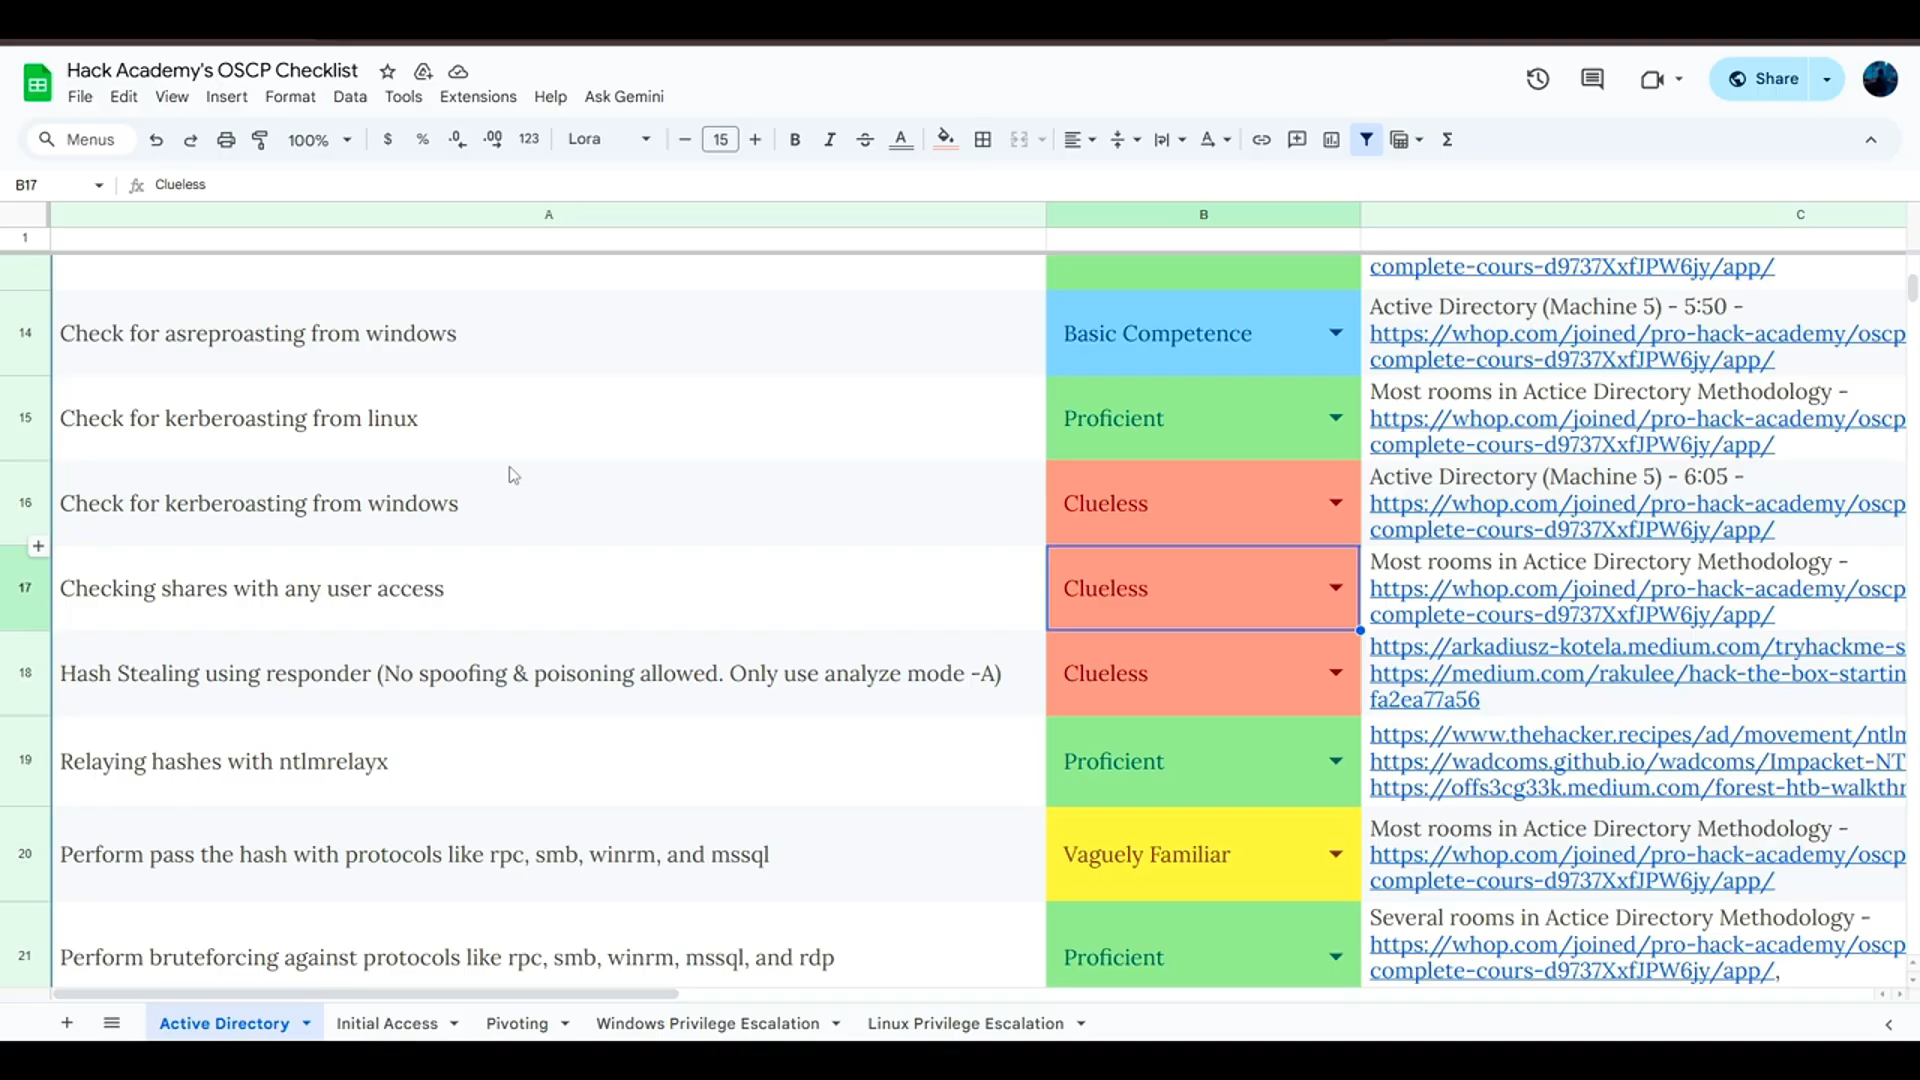 Hack Academy's OSCP Checklist
File Edit View Insert Format Data Tools Extensions Help Ask Gemini
Share
Menus 100% $ % .0 .00 123 Lora 15 B I A
B17 fx Clueless
A B C
1
complete-cours-d9737XxfJPW6jy/app/
14 Check for asreproasting from windows Basic Competence
Active Directory (Machine 5) - 5:50 -
https://whop.com/joined/pro-hack-academy/oscp
complete-cours-d9737XxfJPW6jy/app/
15 Check for kerberoasting from linux Proficient
Most rooms in Actice Directory Methodology -
https://whop.com/joined/pro-hack-academy/oscp
complete-cours-d9737XxfJPW6jy/app/
16 Check for kerberoasting from windows Clueless
Active Directory (Machine 5) - 6:05 -
https://whop.com/joined/pro-hack-academy/oscp
complete-cours-d9737XxfJPW6jy/app/
17 Checking shares with any user access Clueless
Most rooms in Actice Directory Methodology -
https://whop.com/joined/pro-hack-academy/oscp
complete-cours-d9737XxfJPW6jy/app/
18 Hash Stealing using responder (No spoofing & poisoning allowed. Only use analyze mode -A) Clueless
https://arkadiusz-kotela.medium.com/tryhackme-s
https://medium.com/rakulee/hack-the-box-startin
fa2ea77a56
19 Relaying hashes with ntlmrelayx Proficient
https://www.thehacker.recipes/ad/movement/ntlm
https://wadcoms.github.io/wadcoms/Impacket-NT
https://offs3cg33k.medium.com/forest-htb-walkthr
20 Perform pass the hash with protocols like rpc, smb, winrm, and mssql Vaguely Familiar
Most rooms in Actice Directory Methodology -
https://whop.com/joined/pro-hack-academy/oscp
complete-cours-d9737XxfJPW6jy/app/
21 Perform bruteforcing against protocols like rpc, smb, winrm, mssql, and rdp Proficient
Several rooms in Actice Directory Methodology -
https://whop.com/joined/pro-hack-academy/oscp
complete-cours-d9737XxfJPW6jy/app/,
Active Directory Initial Access Pivoting Windows Privilege Escalation Linux Privilege Escalation